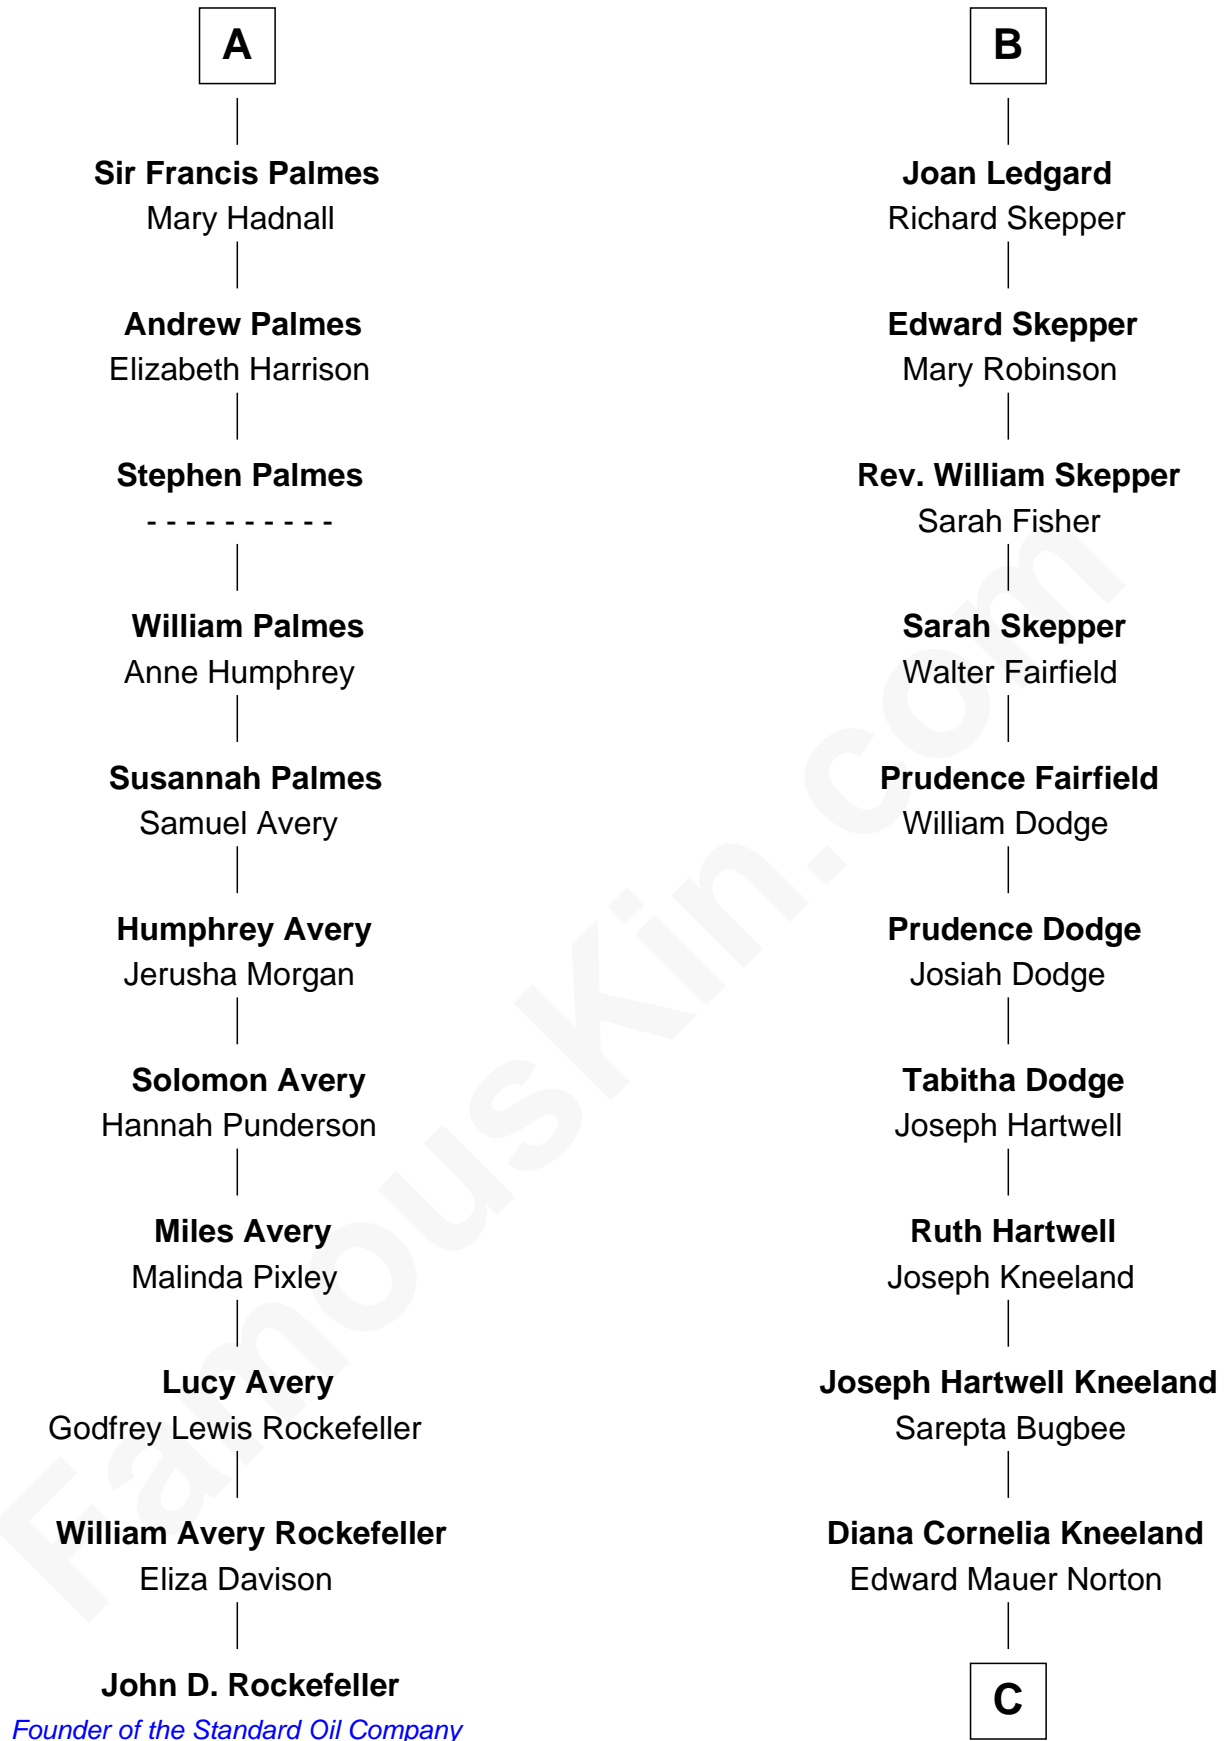 A
Sir Francis Palmes
Mary Hadnall
Andrew Palmes
Elizabeth Harrison
Stephen Palmes
- - - - - - - - - -
William Palmes
Anne Humphrey
Susannah Palmes
Samuel Avery
Humphrey Avery
Jerusha Morgan
Solomon Avery
Hannah Punderson
Miles Avery
Malinda Pixley
Lucy Avery
Godfrey Lewis Rockefeller
William Avery Rockefeller
Eliza Davison
John D. Rockefeller
Founder of the Standard Oil Company
B
Joan Ledgard
Richard Skepper
Edward Skepper
Mary Robinson
Rev. William Skepper
Sarah Fisher
Sarah Skepper
Walter Fairfield
Prudence Fairfield
William Dodge
Prudence Dodge
Josiah Dodge
Tabitha Dodge
Joseph Hartwell
Ruth Hartwell
Joseph Kneeland
Joseph Hartwell Kneeland
Sarepta Bugbee
Diana Cornelia Kneeland
Edward Mauer Norton
C
FamousKin.com